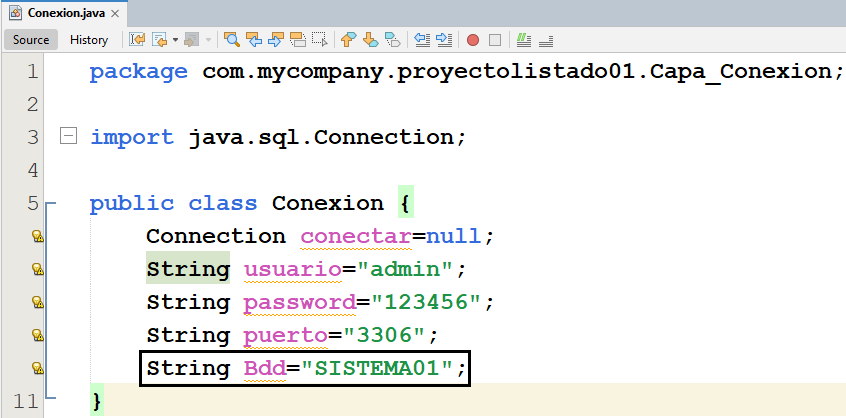 Conexion.java
Source History
1 package com.mycompany.proyectolistado01.Capa_Conexion;
2
3 import java.sql.Connection;
4
5 public class Conexion {
Connection conectar=null;
String usuario="admin";
String password="123456";
String puerto="3306";
String Bdd="SISTEMA01";
11 }